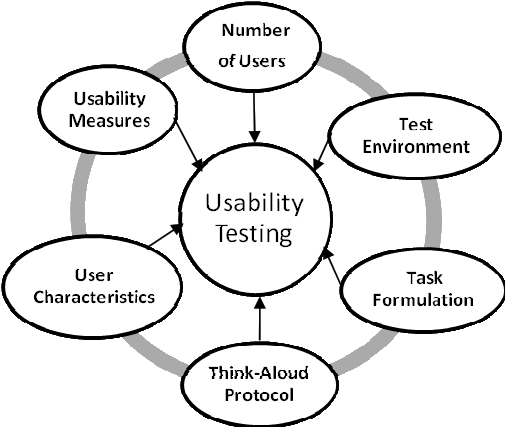 Number
of Users
Usability
Measures
Test
Environment
Usability
Testing
User
Characteristics
Task
Formulation
Think-Aloud
Protocol